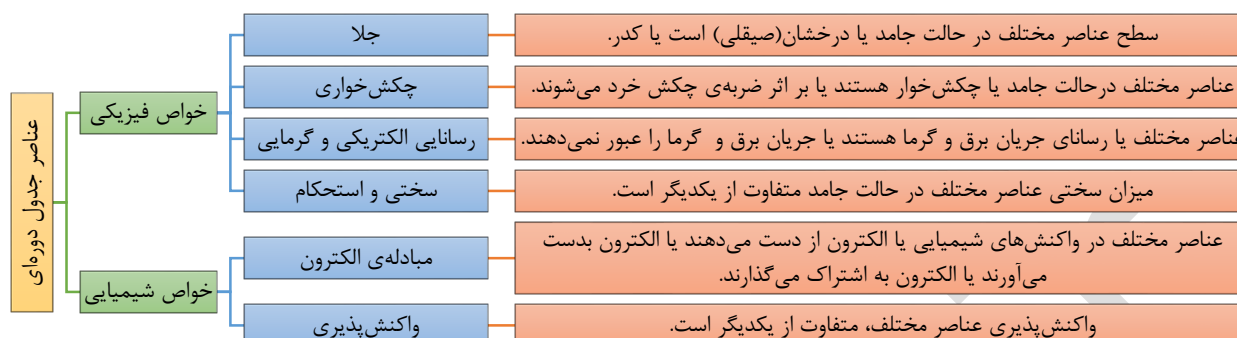 عناصر جدول دوره‌ای
خواص فیزیکی
جلا
سطح عناصر مختلف در حالت جامد یا درخشان(صیقلی) است یا کدر.
چکش‌خواری
عناصر مختلف درحالت جامد یا چکش‌خوار هستند یا بر اثر ضربه‌ی چکش خرد می‌شوند.
رسانایی الکتریکی و گرمایی
عناصر مختلف یا رسانای جریان برق و گرما هستند یا جریان برق و گرما را عبور نمی‌دهند.
سختی و استحکام
میزان سختی عناصر مختلف در حالت جامد متفاوت از یکدیگر است.
خواص شیمیایی
مبادله‌ی الکترون
عناصر مختلف در واکنش‌های شیمیایی یا الکترون از دست می‌دهند یا الکترون بدست
می‌آورند یا الکترون به اشتراک می‌گذارند.
واکنش‌پذیری
واکنش‌پذیری عناصر مختلف، متفاوت از یکدیگر است.